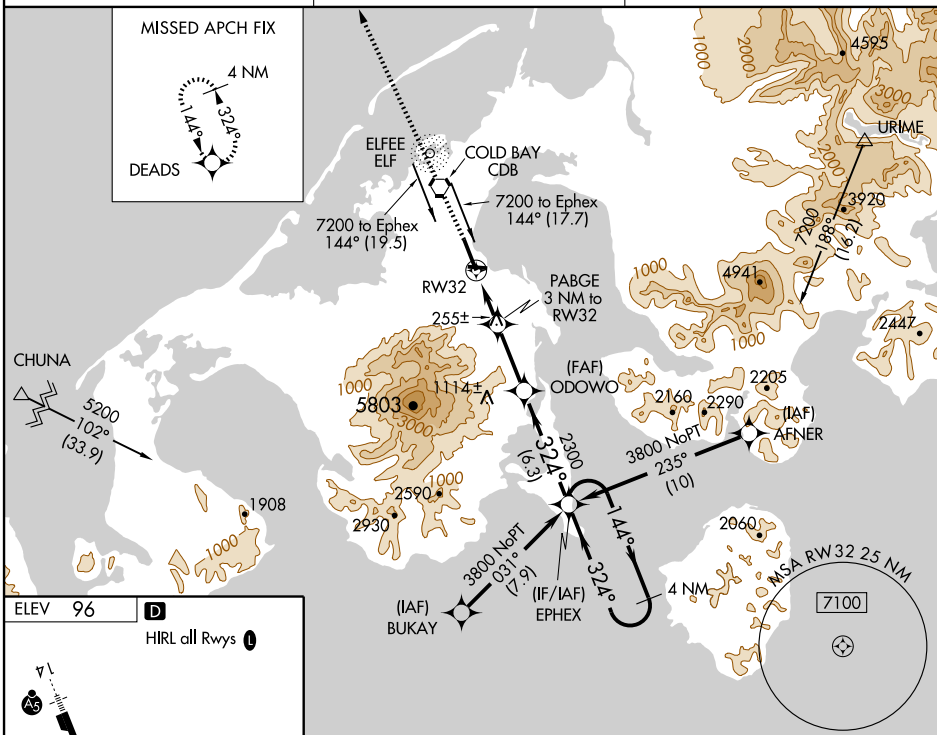 MISSED APCH FIX
4 NM
144°
324°
DEADS
ELFEE
ELF
COLD BAY
CDB
7200 to Ephex
144° (19.5)
7200 to Ephex
144° (17.7)
RW32
PABGE
3 NM to
RW32
255±
1000
2000
4595
3000
URIME
2000
3920
7200
188°
(16.2)
1000
4941
1000
2447
CHUNA
5200
102°
(33.9)
1000
1114±
5803
3000
(FAF)
ODOWO
2160
2290
2205
(IAF)
AFNER
3800 NoPT
235°
(10)
2300
324°
(6.3)
1000
2590
2930
1908
1000
144°
324°
4 NM
2060
3800 NoPT
031°
(7.9)
(IF/IAF)
EPHEX
(IAF)
BUKAY
MSA RW32 25 NM
7100
ELEV 96
D
HIRL all Rwys L
A5